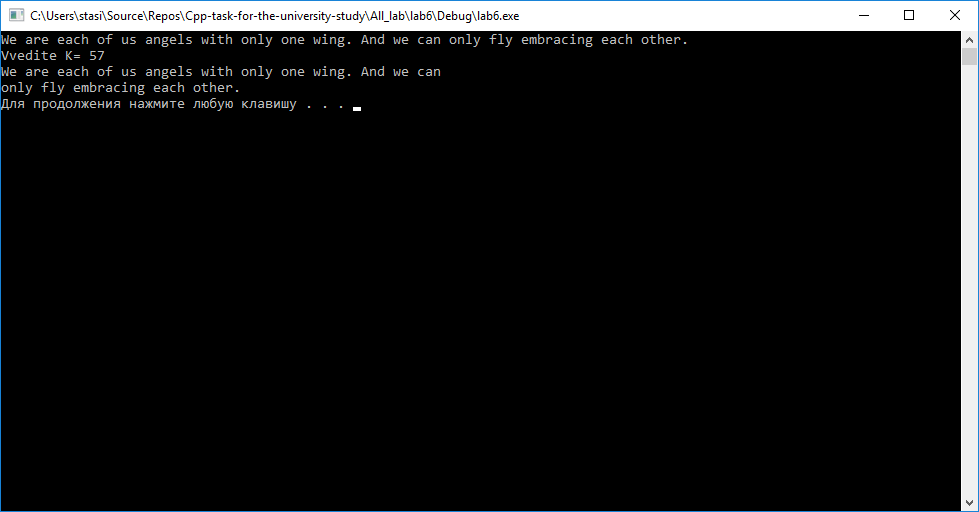 C:\Users\stasi\Source\Repos\Cpp-task-for-the-university-study\All_lab\lab6\Debug\lab6.exe
We are each of us angels with only one wing. And we can only fly embracing each other.
Vvedite K= 57
We are each of us angels with only one wing. And we can
only fly embracing each other.
Для продолжения нажмите любую клавишу . . .